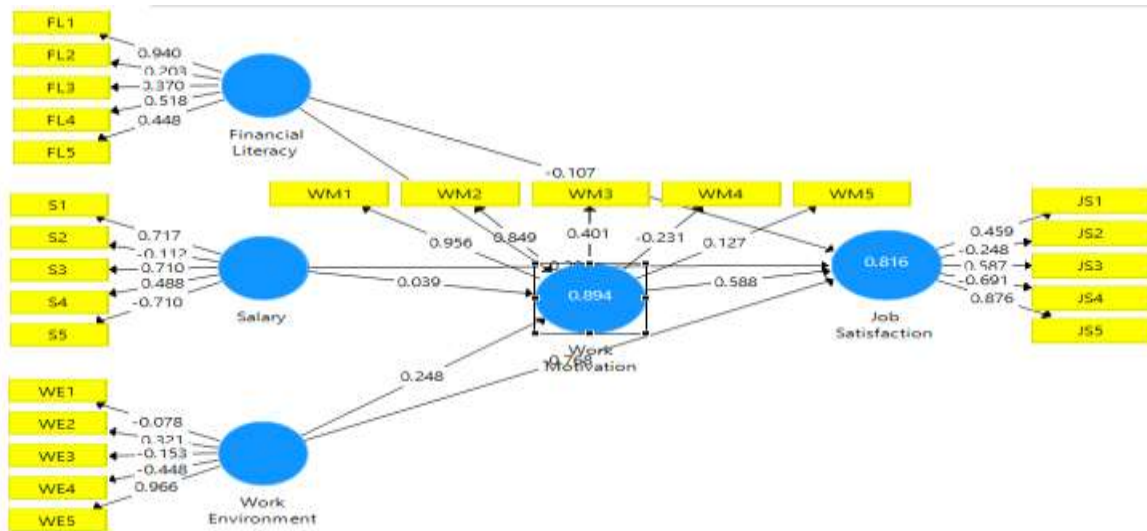 FL1
FL2
FL3
FL4
FL5
0.940
0.203
0.370
0.518
0.448
Financial
Literacy
-0.107
WM1
WM2
WM3
WM4
WM5
0.956
0.849
0.401
-0.231
0.127
S1
S2
S3
S4
S5
0.717
-0.112
0.710
0.488
-0.710
Salary
0.039
0.894
Work
Motivation
0.588
0.816
Job
Satisfaction
JS1
JS2
JS3
JS4
JS5
0.459
-0.248
0.587
-0.691
0.876
0.248
WE1
WE2
WE3
WE4
WE5
-0.078
0.321
-0.153
-0.448
0.966
Work
Environment